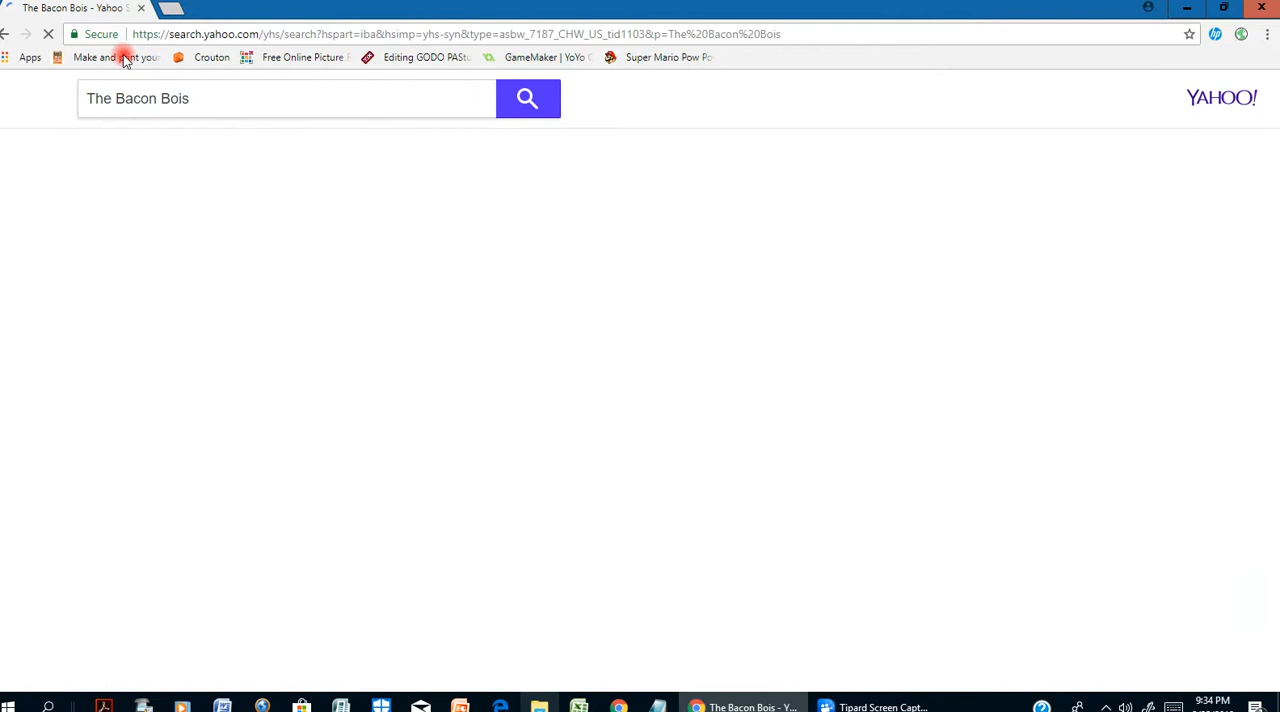 The Bacon Bois - Yahoo S
Secure https://search.yahoo.com/yhs/search?hspart=iba&hsimp=yhs-syn&type=asbw_7187_CHW_US_tid1103&p=The%20Bacon%20Bois
Apps Make and print your Crouton Free Online Picture F Editing GODO PASt GameMaker | YoYo G Super Mario Pow Po
The Bacon Bois
YAHOO!
The Bacon Bois - Y... Tipard Screen Capt... 9:34 PM